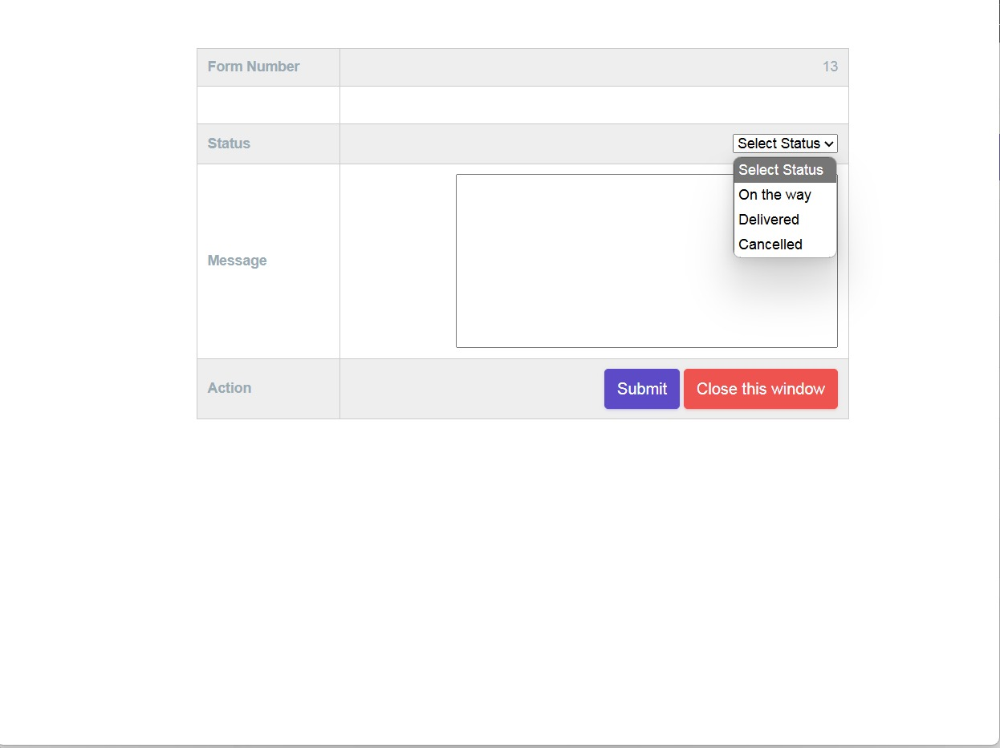 Form Number 13
Status Select Status
Select Status
On the way
Delivered
Cancelled
Message
Action Submit Close this window